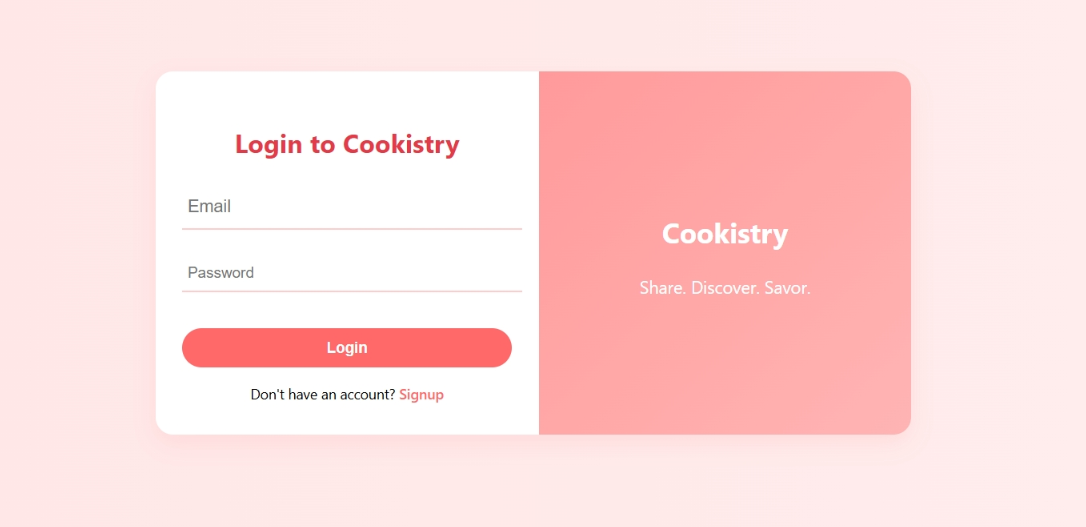 Login to Cookistry
Email
Password
Login
Don't have an account? Signup
Cookistry
Share. Discover. Savor.